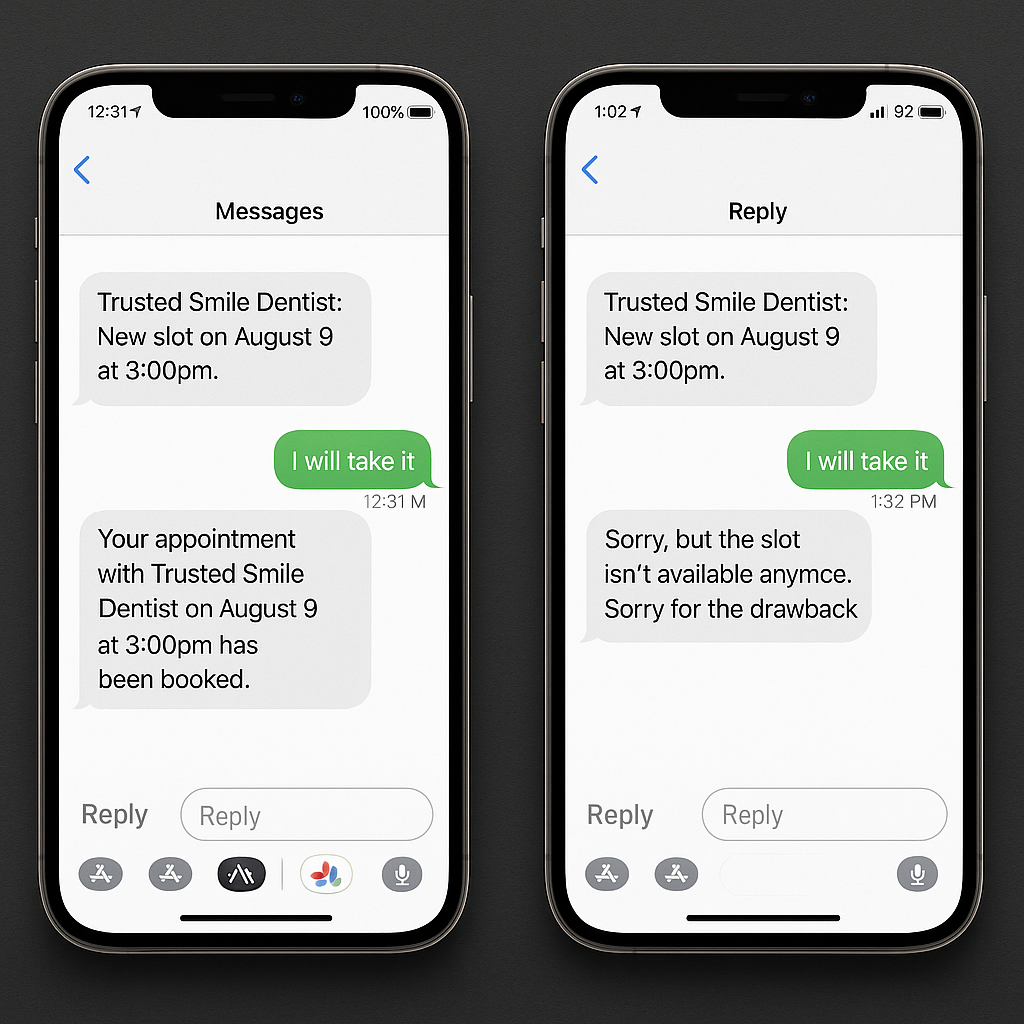 12:31
100%
Messages
Trusted Smile Dentist:
New slot on August 9
at 3:00pm.
I will take it
12:31 M
Your appointment
with Trusted Smile
Dentist on August 9
at 3:00pm has
been booked.
Reply
Reply
1:02
92
Reply
Trusted Smile Dentist:
New slot on August 9
at 3:00pm.
I will take it
1:32 PM
Sorry, but the slot
isn’t available anymce.
Sorry for the drawback
Reply
Reply